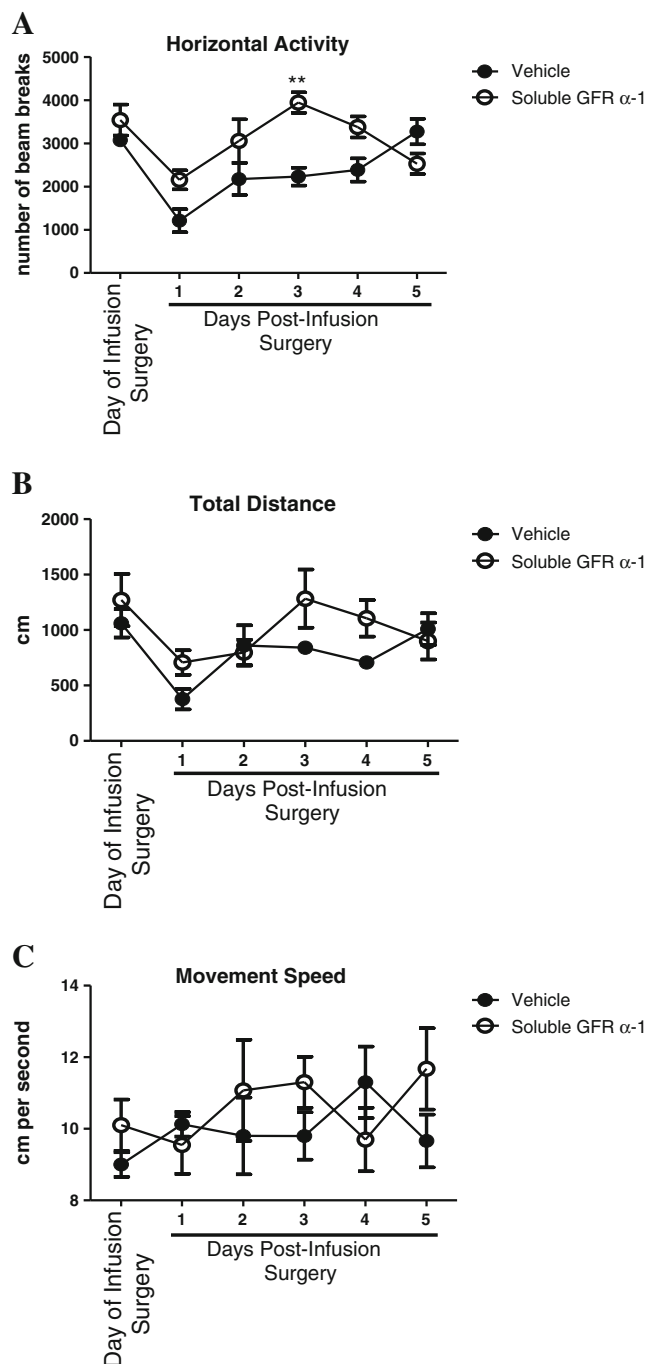 A
Horizontal Activity
number of beam breaks
5000
4000
3000
2000
1000
0
**
Vehicle
Soluble GFR α-1
Day of Infusion
Surgery
1 2 3 4 5
Days Post-Infusion
Surgery
B
Total Distance
cm
2000
1500
1000
500
0
Vehicle
Soluble GFR α-1
Day of Infusion
Surgery
1 2 3 4 5
Days Post-Infusion
Surgery
C
Movement Speed
cm per second
14
12
10
8
Vehicle
Soluble GFR α-1
Day of Infusion
Surgery
1 2 3 4 5
Days Post-Infusion
Surgery